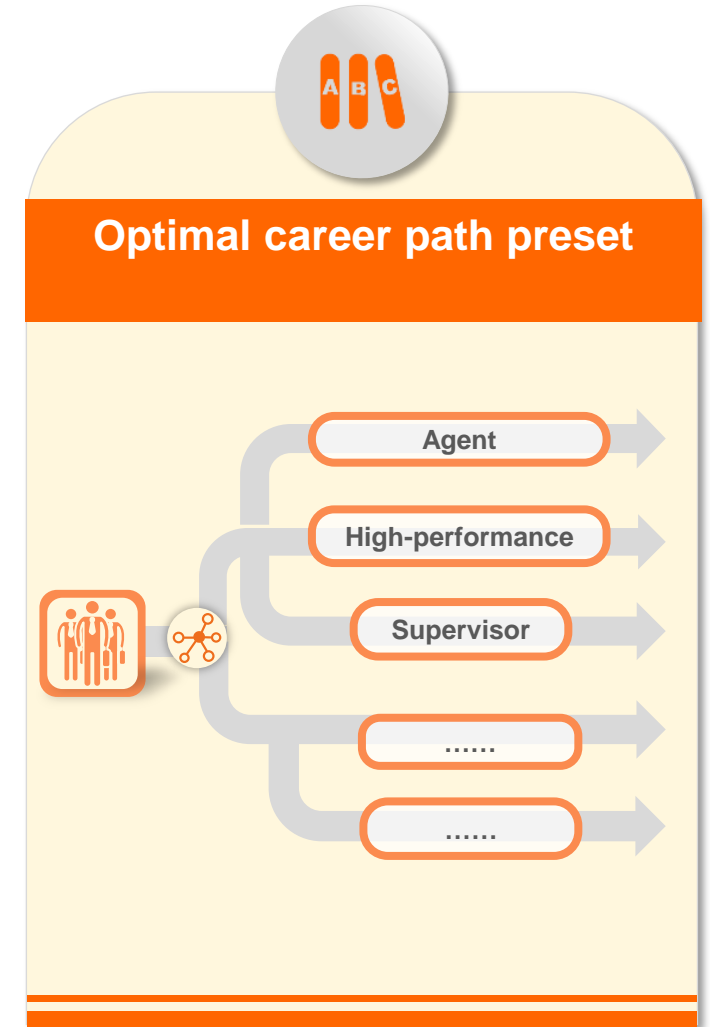 A B C
Optimal career path preset
Agent
High-performance
Supervisor
......
......